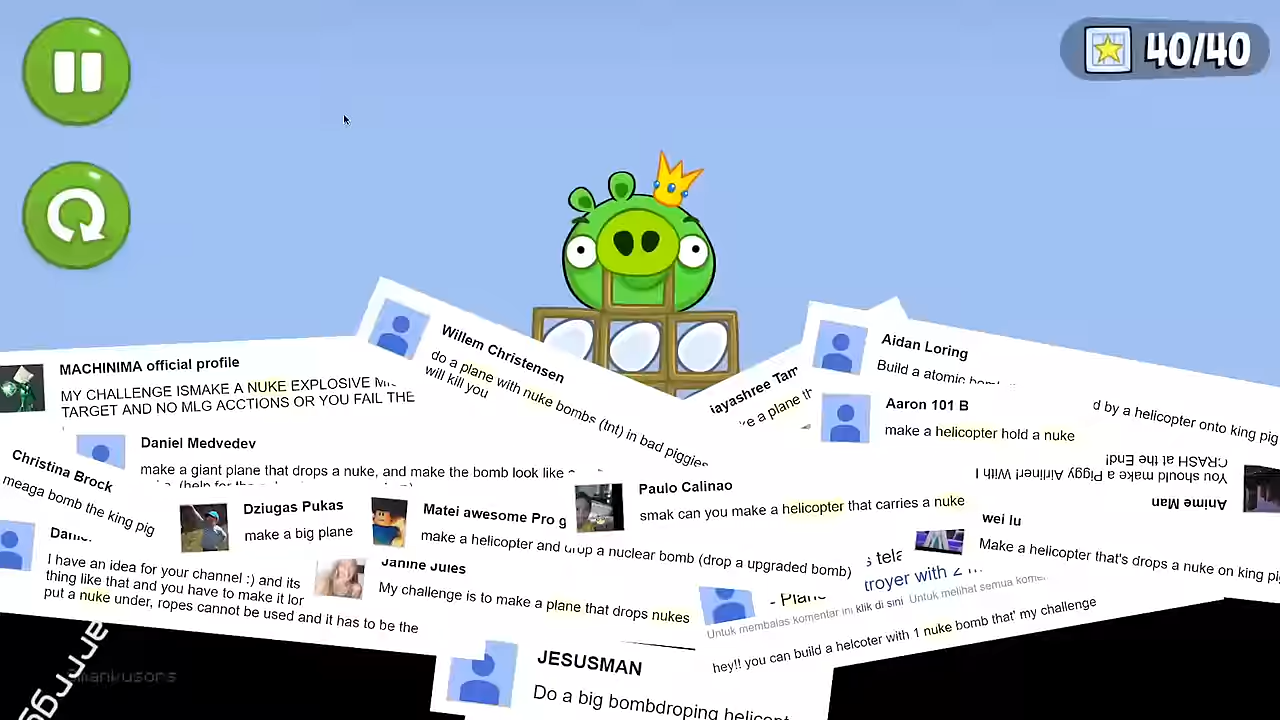 40/40
MACHINIMA official profile
MY CHALLENGE ISMAKE A NUKE EXPLOSIVE
TARGET AND NO MLG ACCTIONS OR YOU FAIL THE
Willem Christensen
do a plane with nuke bombs (tnt) in bad piggies
will kill you
Aidan Loring
Build a atomic
by a helicopter onto king pig
Aaron 101 B
make a helicopter hold a nuke
a plane
Daniel Medvedev
make a giant plane that drops a nuke, and make the bomb look like
Christina Brock
meaga bomb the king pig
Anime Man
You should make a Piggy Airliner! With
CRASH at the End!
Dziugas Pukas
make a big plane
Matei awesome Pro g
make a helicopter and drop a nuclear bomb (drop a upgraded bomb)
Paulo Calinao
smak can you make a helicopter that carries a nuke
wei lu
Make a helicopter that's drops a nuke on king pig
I have an idea for your channel :) and its
thing like that and you have to make it lor
put a nuke under, ropes cannot be used and it has to be the
Janine Jules
My challenge is to make a plane that drops nukes
troyer with 2
- Plane
Untuk membalas komentar ini klik di sini Untuk melihat semua
hey!! you can build a helcoter with 1 nuke bomb that' my challenge
JESUSMAN
Do a big bombdroping